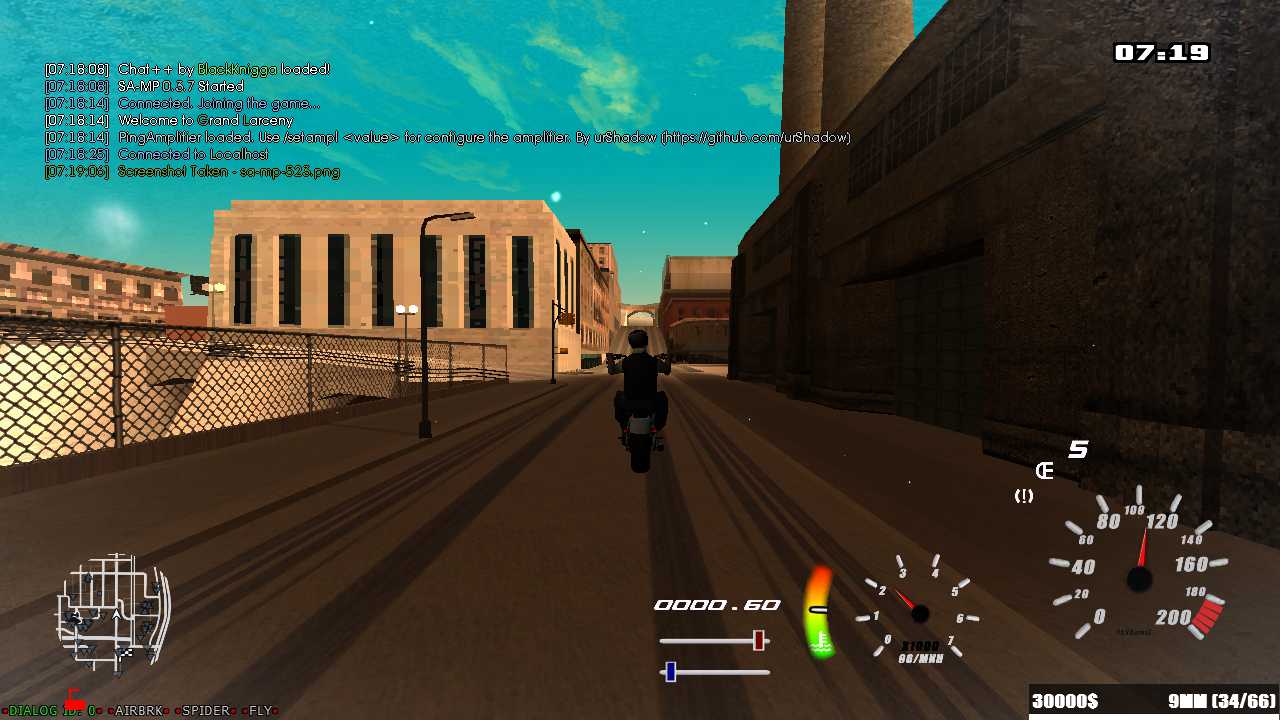 07:19
[07:18:08] Chat++ by BlackKnigga loaded!
[07:18:08] SA-MP 0.3.7 Started
[07:18:14] Connected. Joining the game...
[07:18:14] Welcome to Grand Larceny
[07:18:14] PingAmplifier loaded. Use /setampl <value> for configure the amplifier. By urShadow (https://github.com/urShadow)
[07:18:25] Connected to Localhost
[07:19:06] Screenshot Taken - sa-mp-523.png
5
(!)
0 20 40 60 80 100 120 140 160 180 200
0 1 2 3 4 5 6 7
X1000
ОБ/МИН
0000.60
30000$ 9MM (34/66)
DIALOG ID: 0 AIRBRK SPIDER FLY